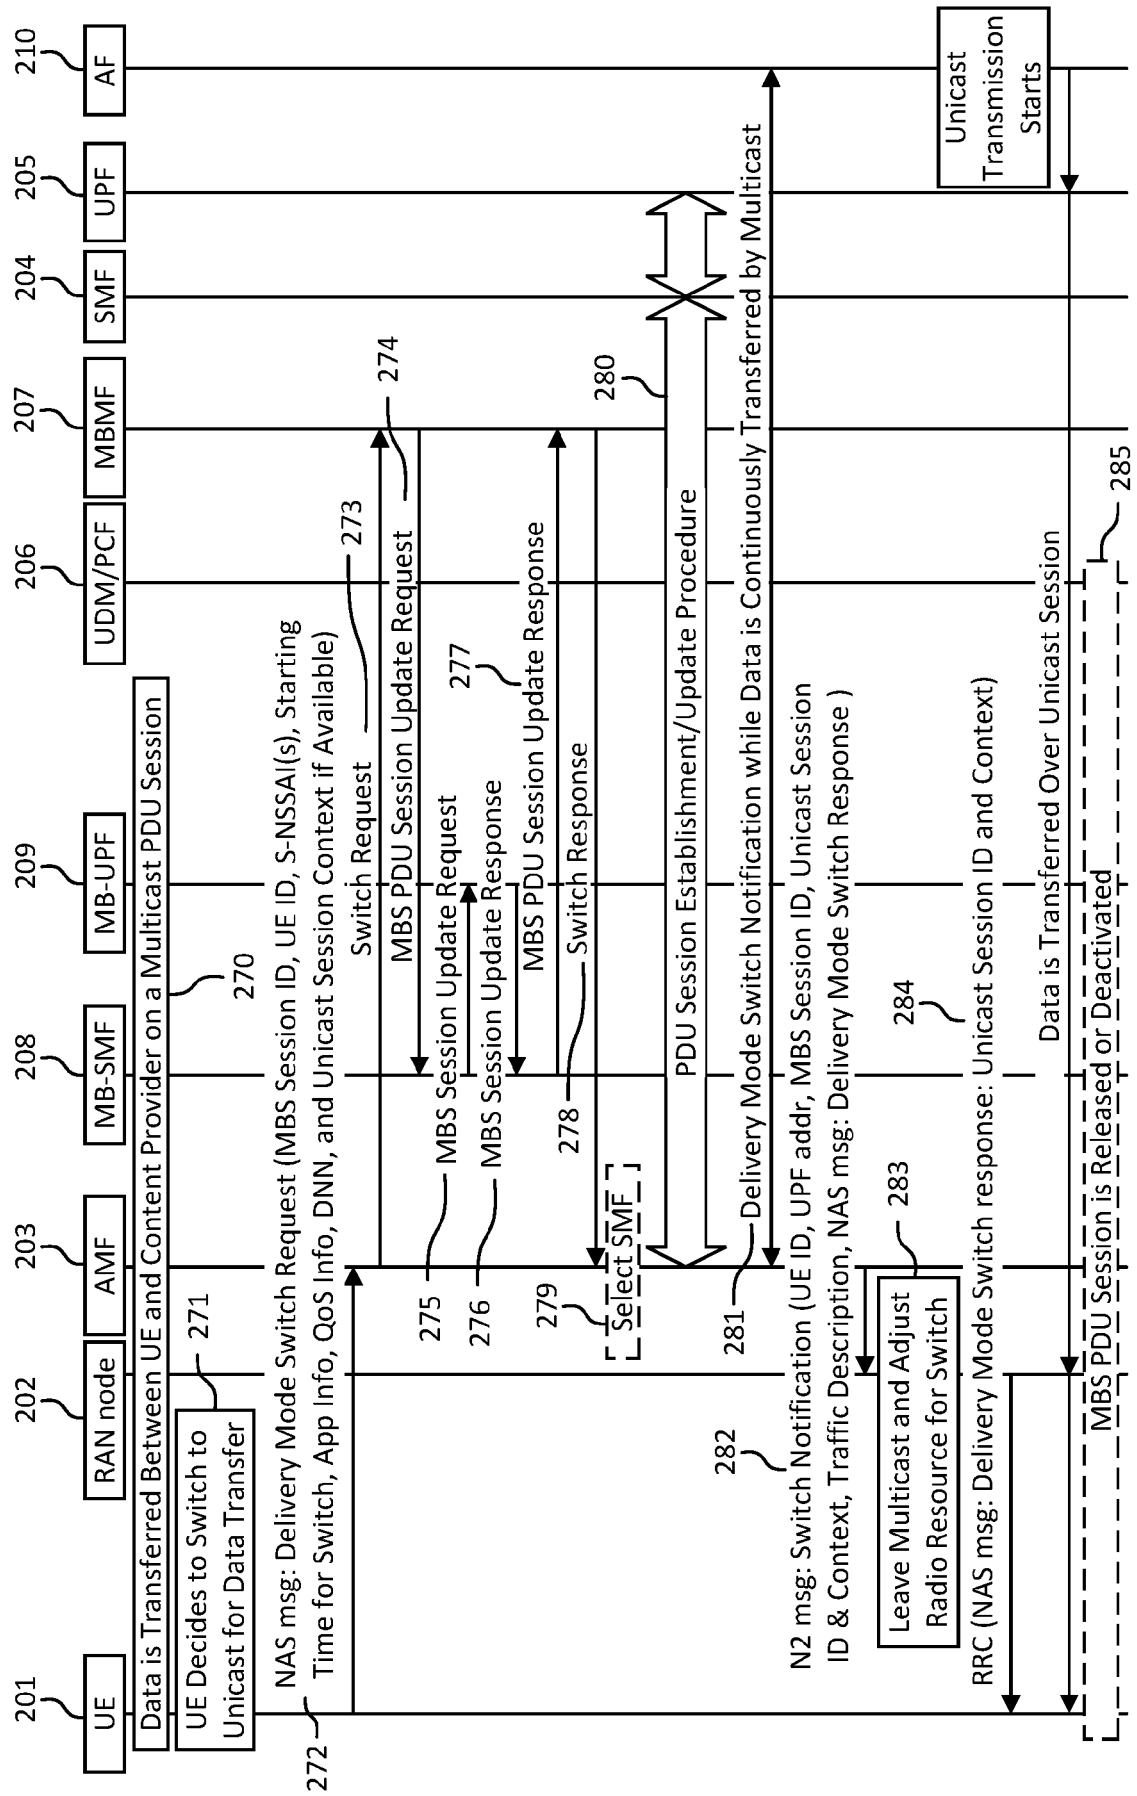 201
202
203
208
209
206
207
204
205
210
UE
RAN node
AMF
MB-SMF
MB-UPF
UDM/PCF
MBMF
SMF
UPF
AF
Data is Transferred Between UE and Content Provider on a Multicast PDU Session
270
UE Decides to Switch to
Unicast for Data Transfer
271
272
NAS msg: Delivery Mode Switch Request (MBS Session ID, UE ID, S-NSSAI(s), Starting
Time for Switch, App Info, QoS Info, DNN, and Unicast Session Context if Available)
Switch Request
273
MBS PDU Session Update Request
274
275
MBS Session Update Request
276
MBS Session Update Response
MBS PDU Session Update Response
277
278
Switch Response
279
Select SMF
PDU Session Establishment/Update Procedure
280
281
Delivery Mode Switch Notification while Data is Continuously Transferred by Multicast
282
N2 msg: Switch Notification (UE ID, UPF addr, MBS Session ID, Unicast Session
ID & Context, Traffic Description, NAS msg: Delivery Mode Switch Response )
Leave Multicast and Adjust
Radio Resource for Switch
283
284
RRC (NAS msg: Delivery Mode Switch response: Unicast Session ID and Context)
Unicast
Transmission
Starts
Data is Transferred Over Unicast Session
MBS PDU Session is Released or Deactivated
285